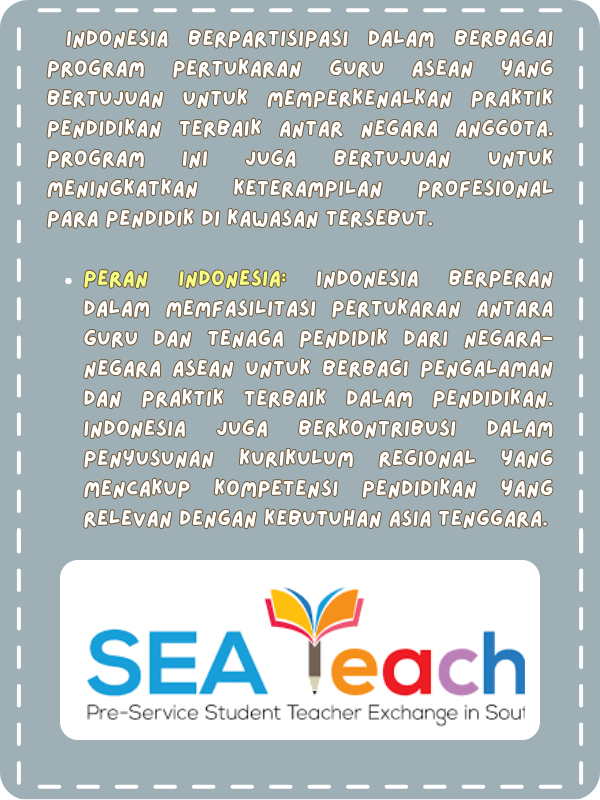 INDONESIA BERPARTISIPASI DALAM BERBAGAI
PROGRAM PERTUKARAN GURU ASEAN YANG
BERTUJUAN UNTUK MEMPERKENALKAN PRAKTIK
PENDIDIKAN TERBAIK ANTAR NEGARA ANGGOTA.
PROGRAM INI JUGA BERTUJUAN UNTUK
MENINGKATKAN KETERAMPILAN PROFESIONAL
PARA PENDIDIK DI KAWASAN TERSEBUT.
• PERAN INDONESIA: INDONESIA BERPERAN
DALAM MEMFASILITASI PERTUKARAN ANTARA
GURU DAN TENAGA PENDIDIK DARI NEGARA-
NEGARA ASEAN UNTUK BERBAGI PENGALAMAN
DAN PRAKTIK TERBAIK DALAM PENDIDIKAN.
INDONESIA JUGA BERKONTRIBUSI DALAM
PENYUSUNAN KURIKULUM REGIONAL YANG
MENCAKUP KOMPETENSI PENDIDIKAN YANG
RELEVAN DENGAN KEBUTUHAN ASIA TENGGARA.
SEA Teach
Pre-Service Student Teacher Exchange in Sout